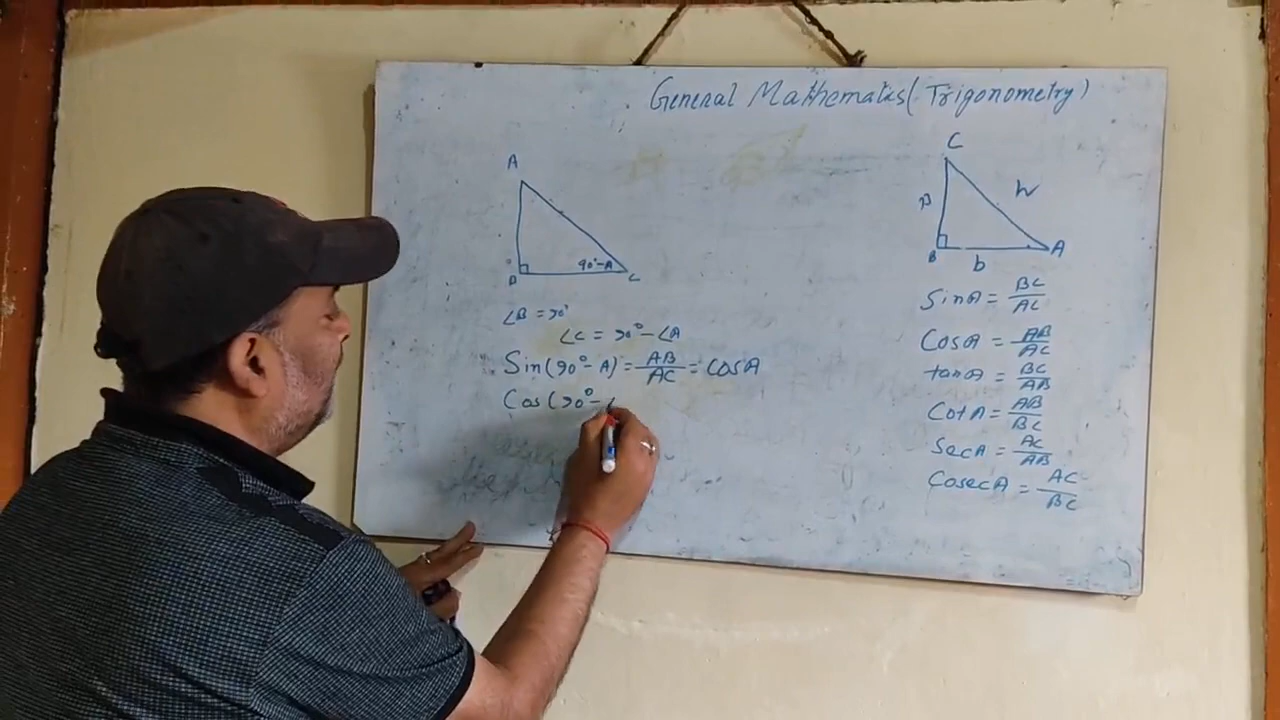 General Mathematics (Trigonometry)
A
90°-A
B
C
∠B = 90°
∠C = 90° - ∠A
Sin(90° - A) = AB/AC = CosA
Cos(90° -
C
P
h
B
b
A
SinA = BC/AC
CosA = AB/AC
tanA = BC/AB
CotA = AB/BC
SecA = AC/AB
CosecA = AC/BC